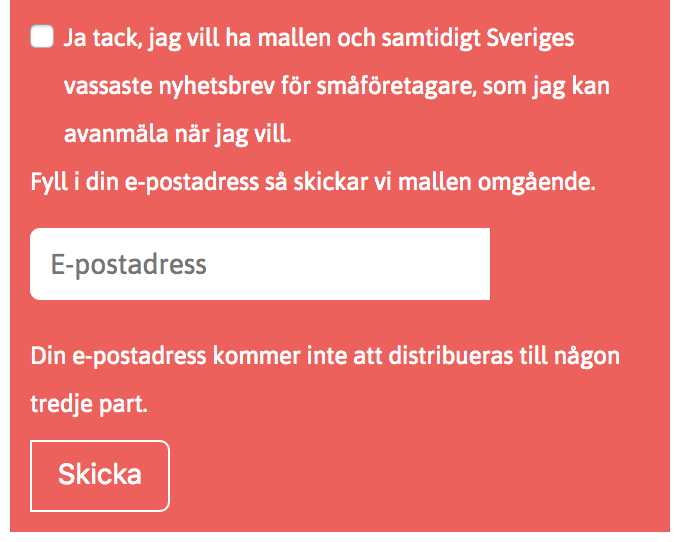 Ja tack, jag vill ha mallen och samtidigt Sveriges
vassaste nyhetsbrev för småföretagare, som jag kan
avanmäla när jag vill.
Fyll i din e-postadress så skickar vi mallen omgående.
E-postadress
Din e-postadress kommer inte att distribueras till någon
tredje part.
Skicka